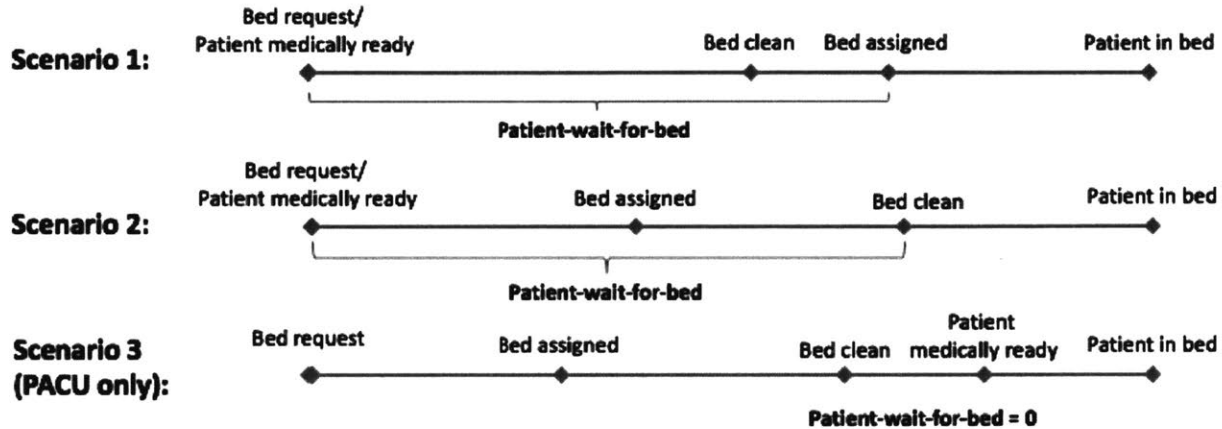 Bed request/
Patient medically ready
Bed clean
Bed assigned
Patient in bed
Scenario 1:
Patient-wait-for-bed
Bed request/
Patient medically ready
Bed assigned
Bed clean
Patient in bed
Scenario 2:
Patient-wait-for-bed
Scenario 3
(PACU only):
Bed request
Bed assigned
Bed clean
Patient
medically ready
Patient in bed
Patient-wait-for-bed = 0